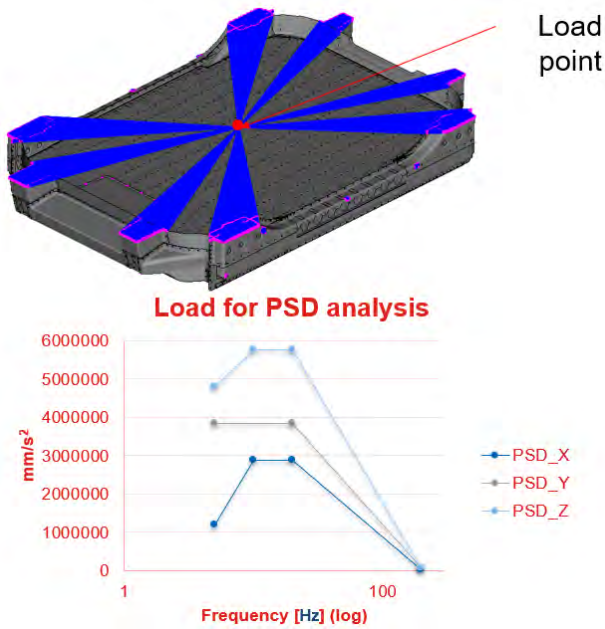 Load
point
Load for PSD analysis
6000000
5000000
4000000
3000000
2000000
1000000
0
mm/s²
1
100
Frequency [Hz] (log)
PSD_X
PSD_Y
PSD_Z